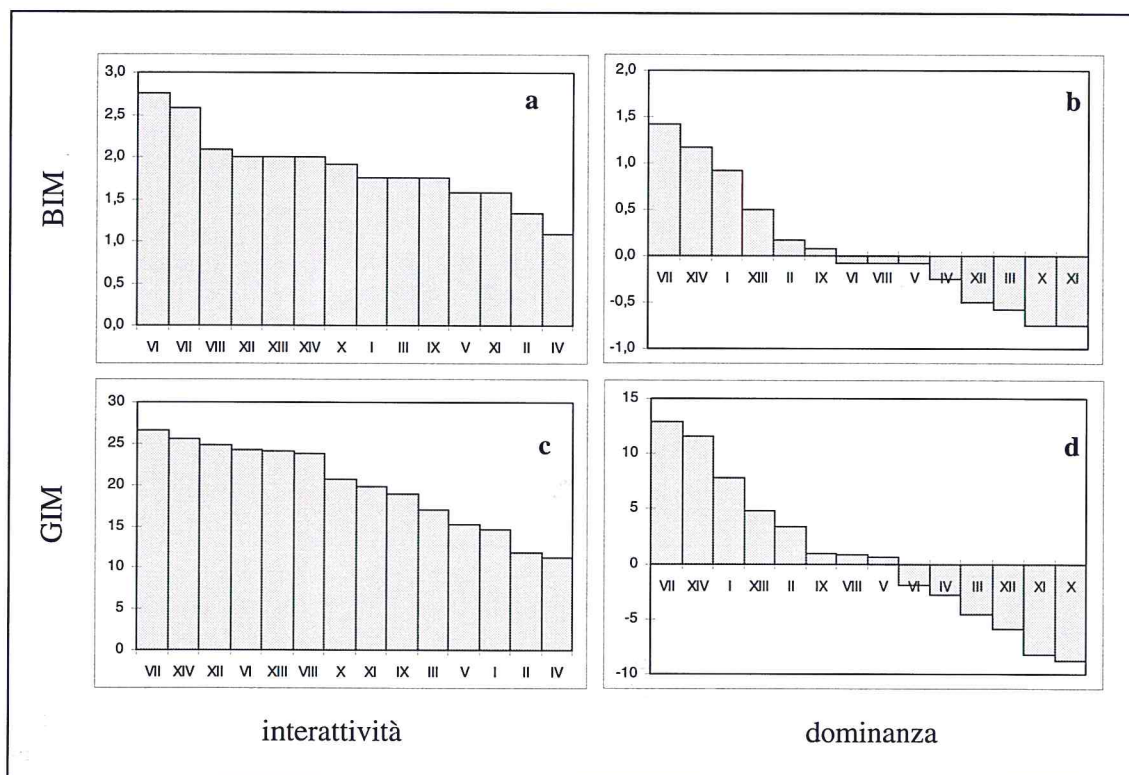 BIM
a
3,0
2,5
2,0
1,5
1,0
0,5
0,0
VI VII VIII XII XIII XIV X I III IX V XI II IV
b
2,0
1,5
1,0
0,5
0,0
-0,5
-1,0
VII XIV I XIII II IX VI VIII V IV XII III X XI
GIM
c
30
25
20
15
10
5
0
VII XIV XII VI XIII VIII X XI IX III V I II IV
d
15
10
5
0
-5
-10
VII XIV I XIII II IX VIII V VI IV III XII XI X
interattività
dominanza